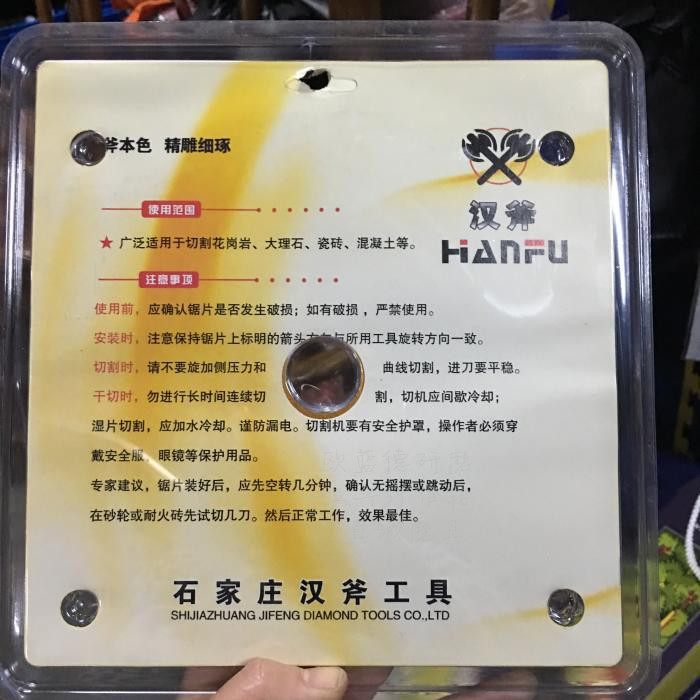 斧本色 精雕细琢
汉斧
HANFU
使用范围
★ 广泛适用于切割花岗岩、大理石、瓷砖、混凝土等。
注意事项
使用前，应确认锯片是否发生破损；如有破损，严禁使用。
安装时，注意保持锯片上标明的箭头方向与所用工具旋转方向一致。
切割时，请不要旋加侧压力和 曲线切割，进刀要平稳。
干切时，勿进行长时间连续切 割，切机应间歇冷却；
湿片切割，应加水冷却。谨防漏电。切割机要有安全护罩，操作者必须穿
戴安全服，眼镜等保护用品。
专家建议，锯片装好后，应先空转几分钟，确认无摇摆或跳动后，
在砂轮或耐火砖先试切几刀。然后正常工作，效果最佳。
石家庄汉斧工具
SHIJIAZHUANG JIFENG DIAMOND TOOLS CO.,LTD